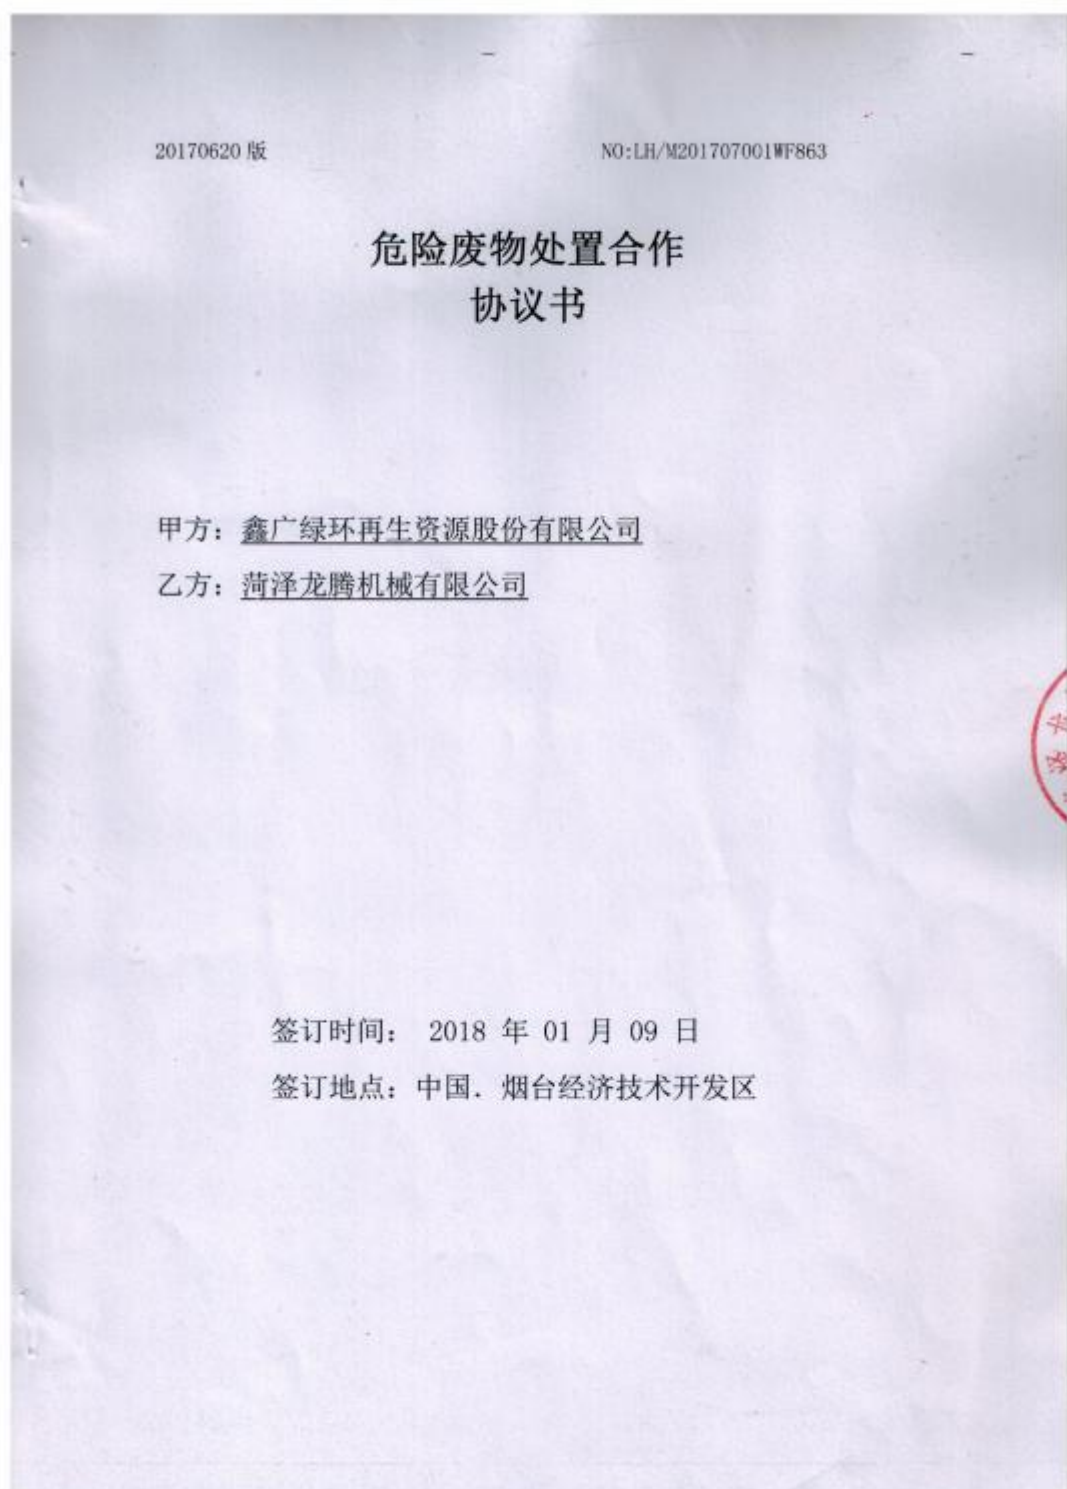 20170620版 NO:LH/M201707001WF863
危险废物处置合作
协议书
甲方：鑫广绿环再生资源股份有限公司
乙方：菏泽龙腾机械有限公司
签订时间： 2018 年 01 月 09 日
签订地点：中国．烟台经济技术开发区